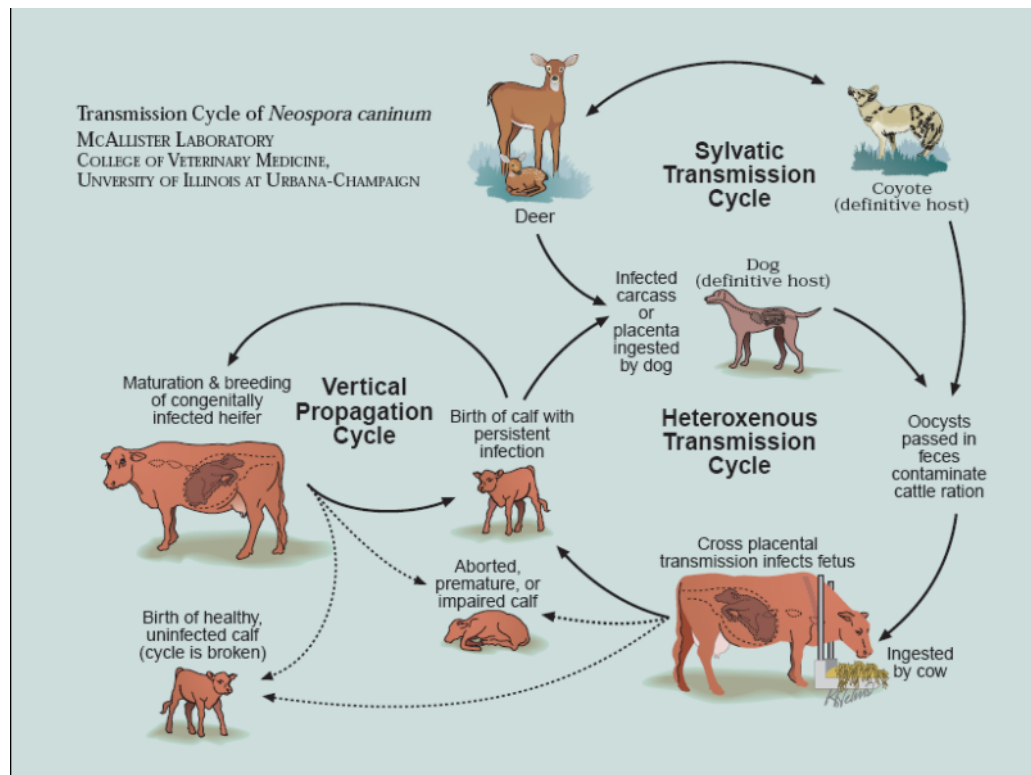 Transmission Cycle of Neospora caninum
MCALLISTER LABORATORY
COLLEGE OF VETERINARY MEDICINE,
UNVERSITY OF ILLINOIS AT URBANA-CHAMPAIGN
Deer
Sylvatic
Transmission
Cycle
Coyote
(definitive host)
Infected
carcass
or
placenta
ingested
by dog
Dog
(definitive host)
Maturation & breeding
of congenitally
infected heifer
Vertical
Propagation
Cycle
Birth of calf with
persistent
infection
Heteroxenous
Transmission
Cycle
Oocysts
passed in
feces
contaminate
cattle ration
Cross placental
transmission infects fetus
Aborted,
premature, or
impaired calf
Birth of healthy,
uninfected calf
(cycle is broken)
Ingested
by cow